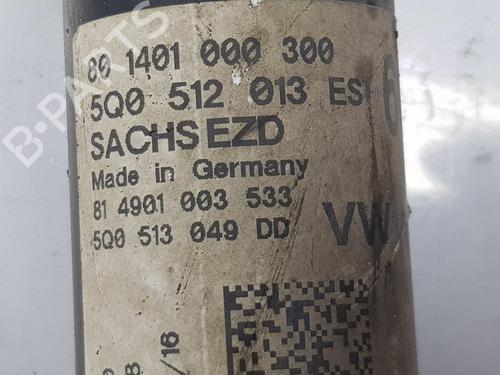 80 1401 000 300
5Q0 512 013 ES
6
SACHS EZD
Made in Germany
81 4901 003 533
5Q0 513 049 DD
VW
B-PARTS
/16